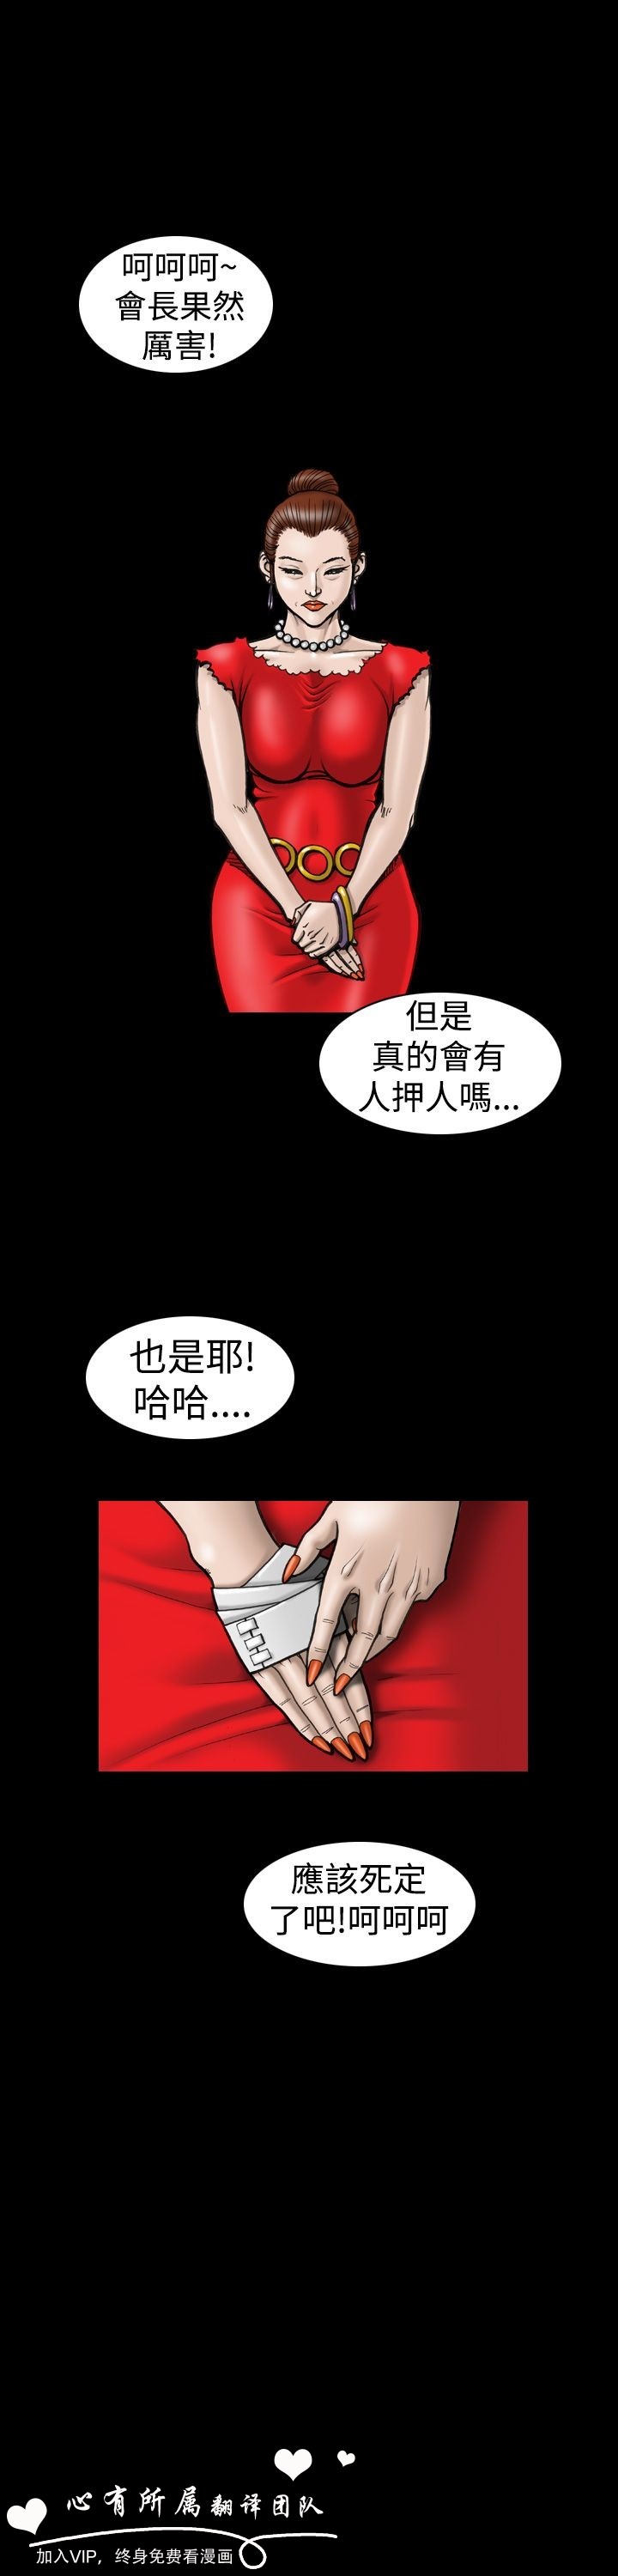 呵呵呵~
會長果然
厲害!
但是
真的會有
人押人嗎...
也是耶!
哈哈....
應該死定
了吧!呵呵呵
心有所属翻译团队
加入VIP，终身免费看漫画